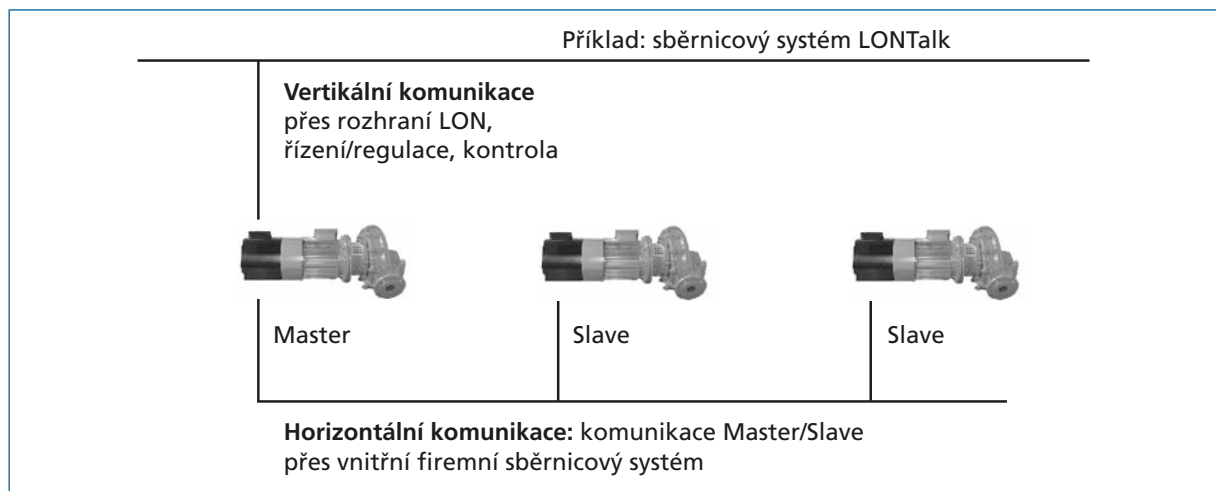 Příklad: sběrnicový systém LONTalk
Vertikální komunikace
přes rozhraní LON,
řízení/regulace, kontrola
Master
Slave
Slave
Horizontální komunikace: komunikace Master/Slave
přes vnitřní firemní sběrnicový systém